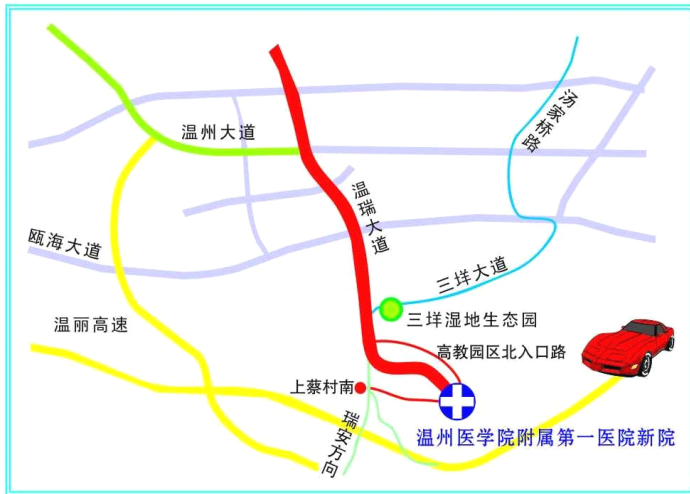 汤家桥路
温州大道
温瑞大道
瓯海大道
三垟大道
温丽高速
三垟湿地生态园
高教园区北入口路
上蔡村南
瑞安方向
温州医学院附属第一医院新院